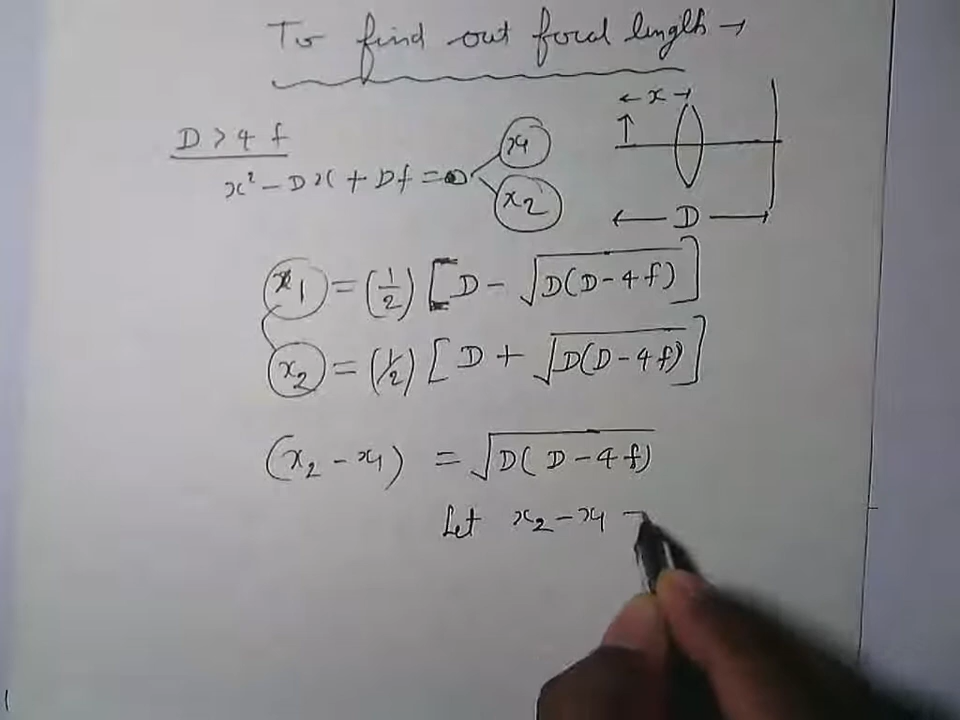 To find out focal length →
← x →
D > 4 f
x² - Dx + Df = 0
x1
x2
← D →
x1 = (1/2) [D - √D(D-4f)]
x2 = (1/2) [D + √D(D-4f)]
(x2 - x1) = √D(D-4f)
Let x2 - x1 =